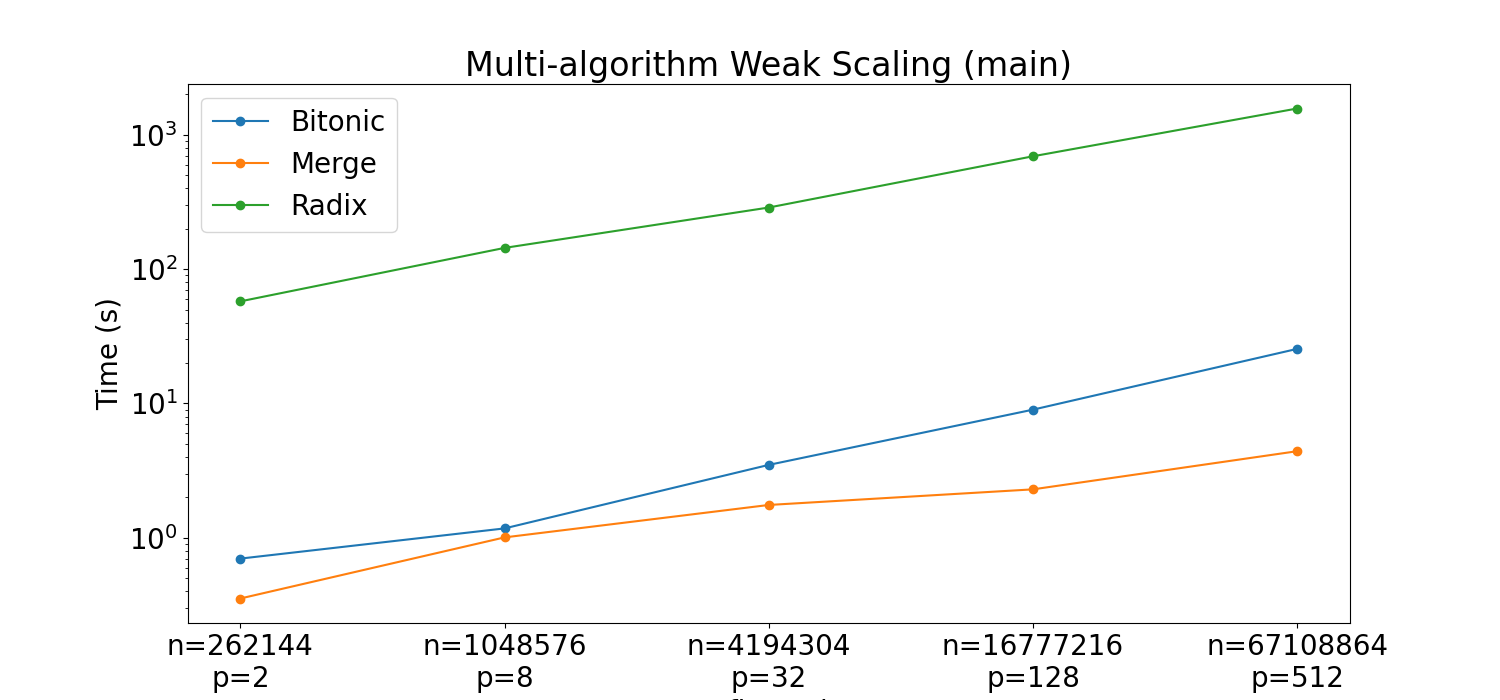 Multi-algorithm Weak Scaling (main)
Bitonic
Merge
Radix
Time (s)
10³
10²
10¹
10⁰
n=262144 n=1048576 n=4194304 n=16777216 n=67108864
p=2 p=8 p=32 p=128 p=512